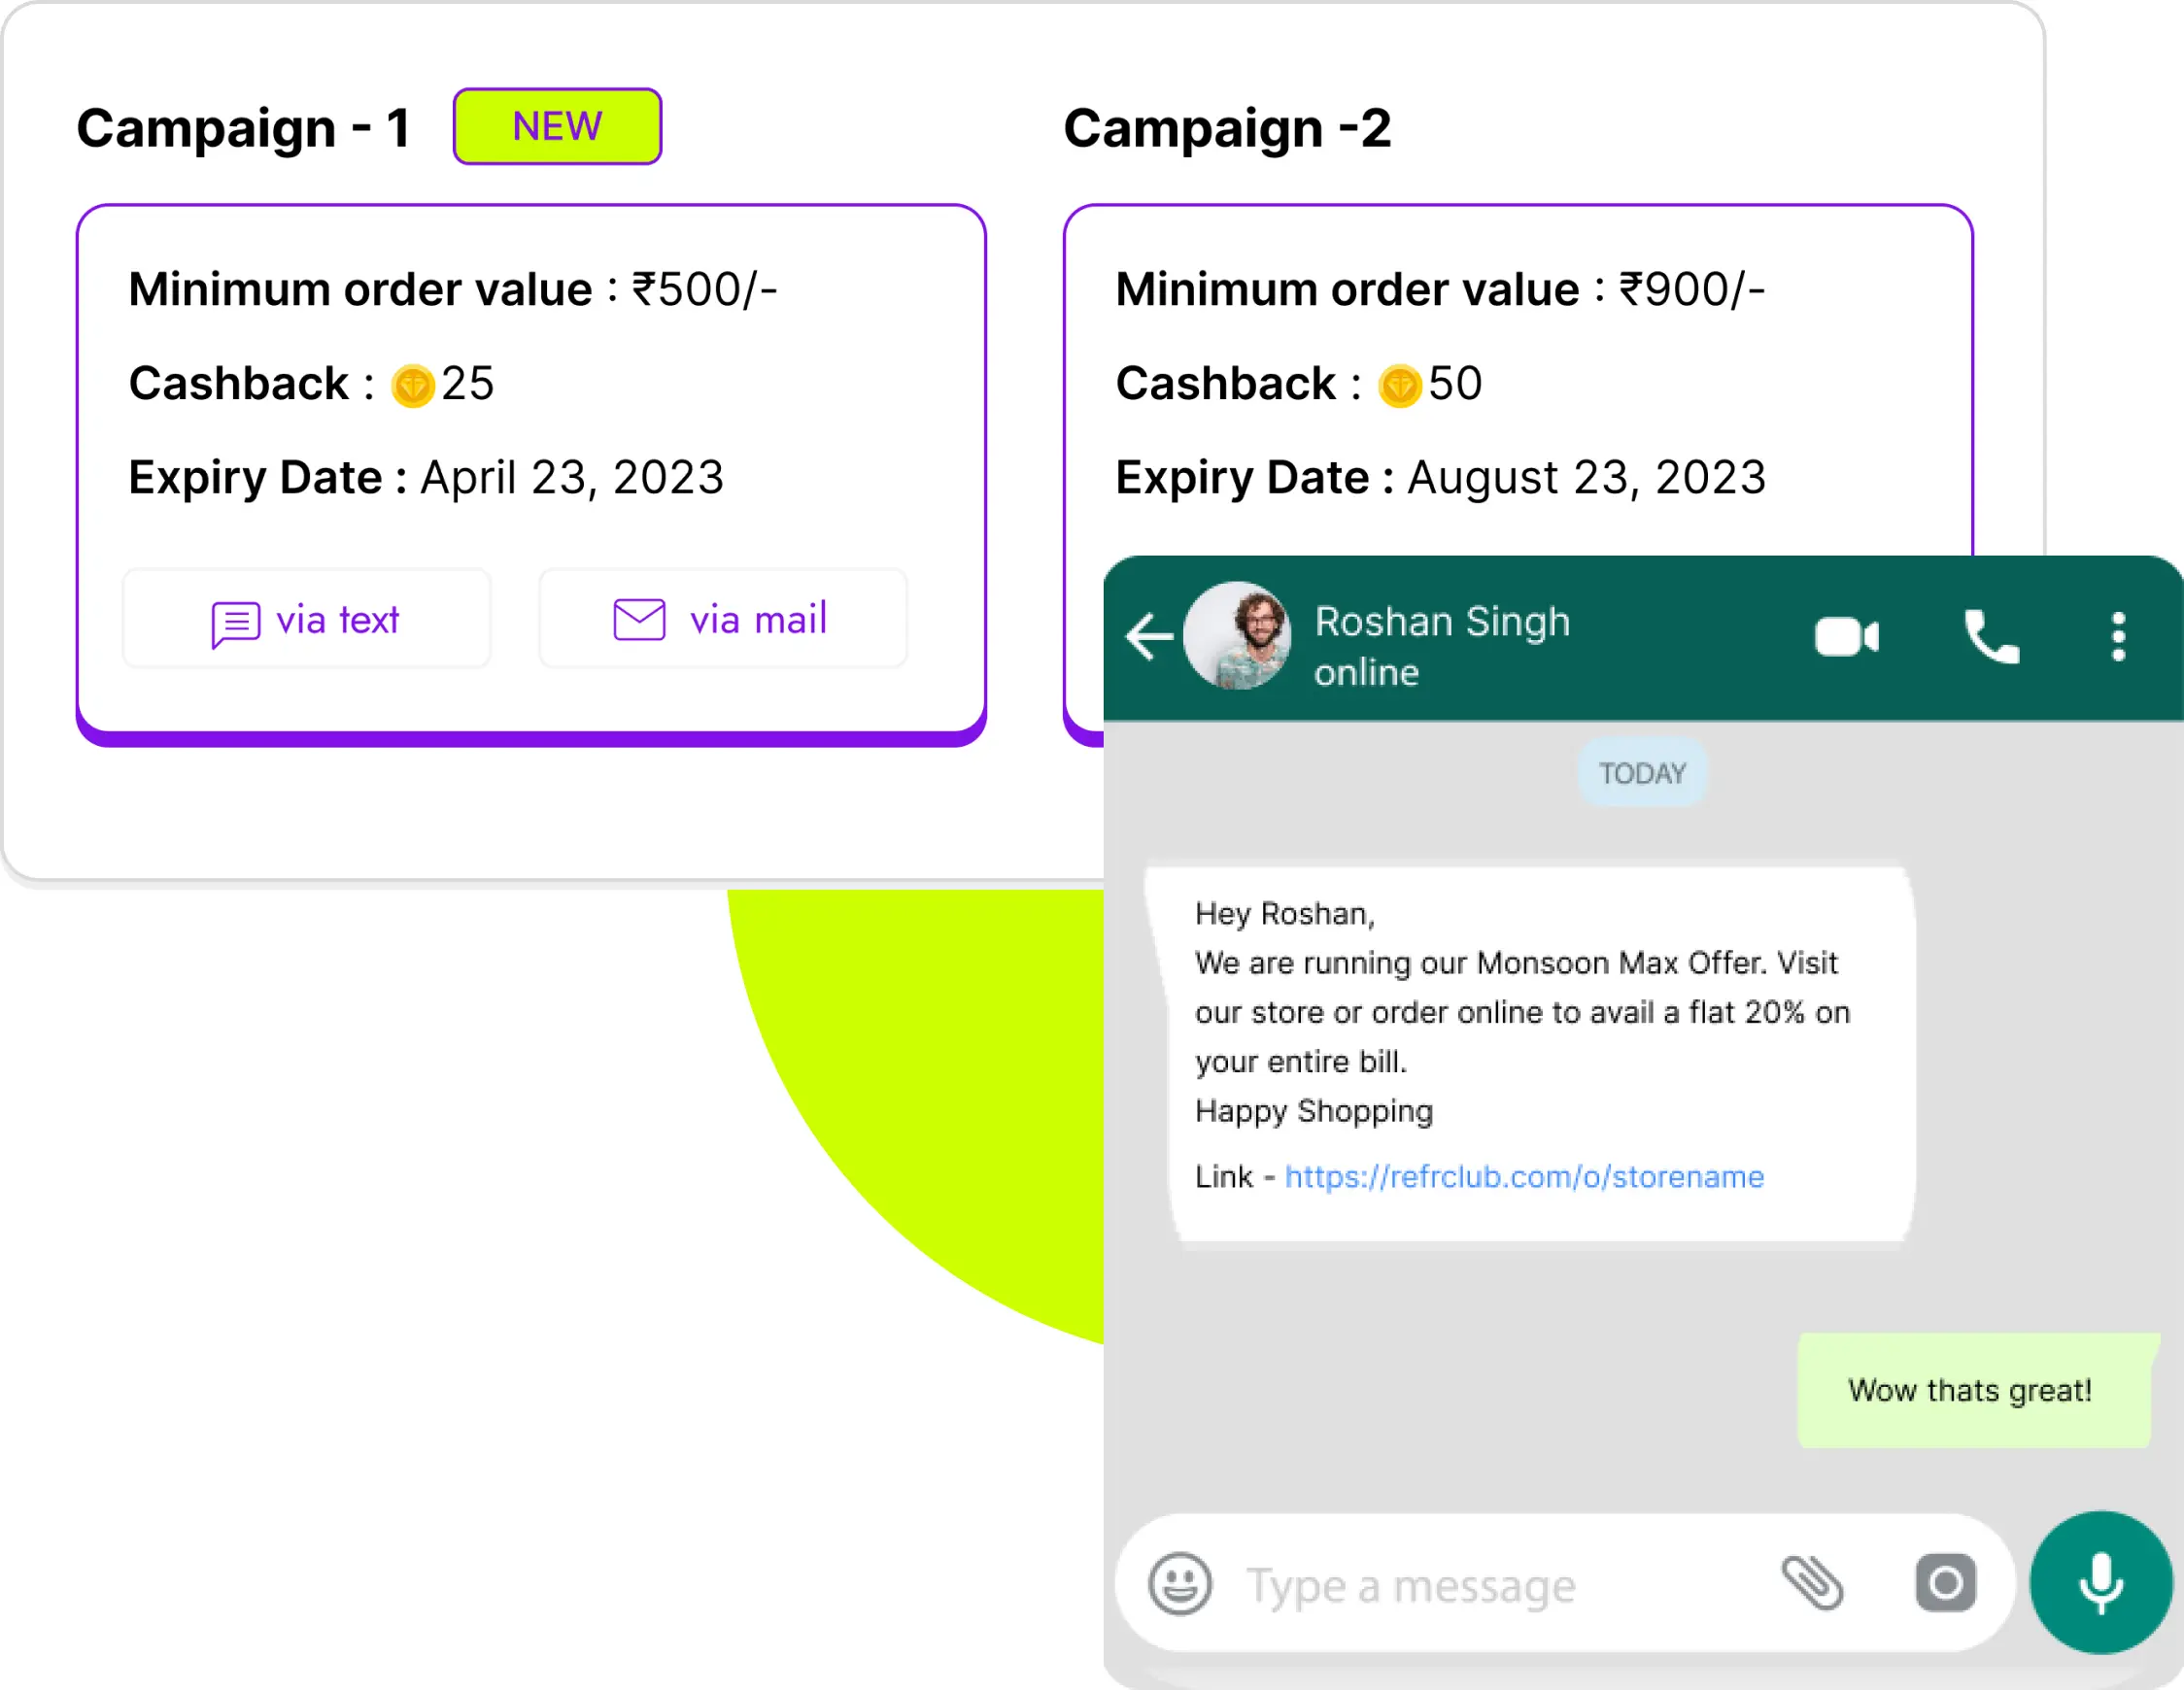 Campaign - 1
NEW
Minimum order value : ₹500/-
Cashback : 25
Expiry Date : April 23, 2023
via text
via mail
Campaign -2
Minimum order value : ₹900/-
Cashback : 50
Expiry Date : August 23, 2023
Roshan Singh
online
TODAY
Hey Roshan,
We are running our Monsoon Max Offer. Visit
our store or order online to avail a flat 20% on
your entire bill.
Happy Shopping
Link - https://refrclub.com/o/storename
Wow thats great!
Type a message